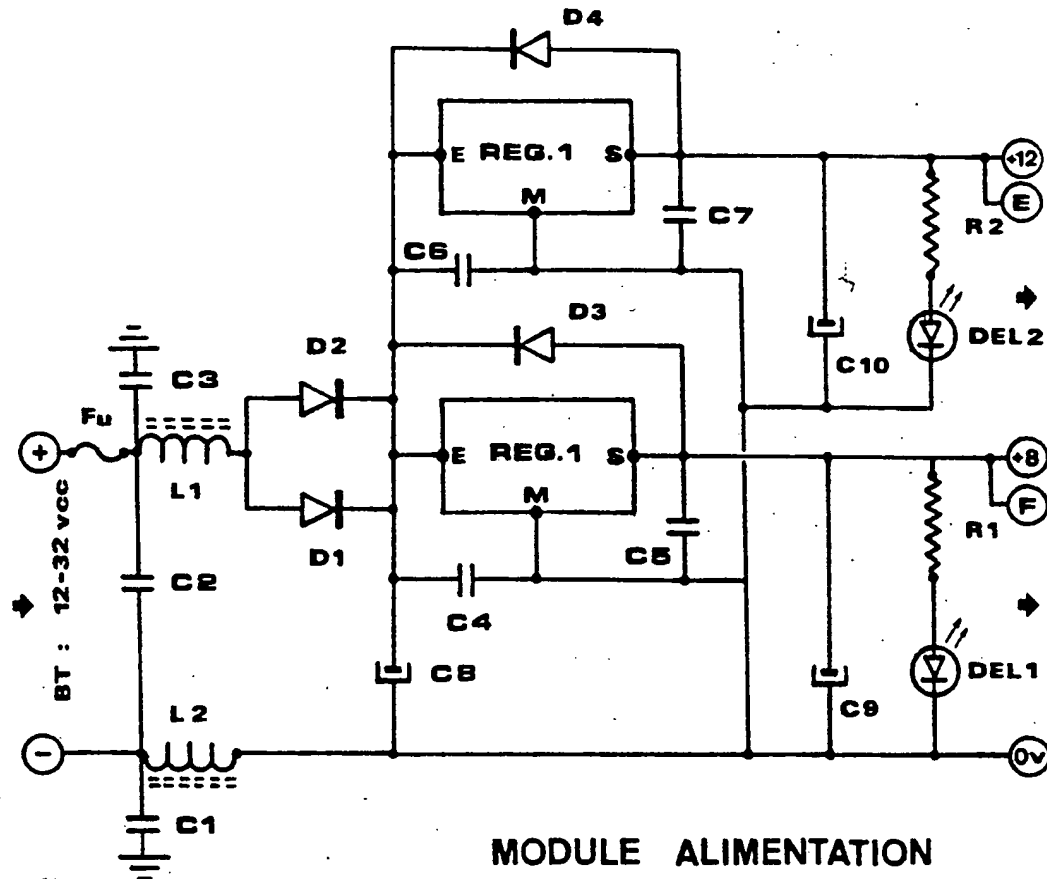 D4
E REG.1 S
M
+12
E
C7
R2
C6
D3
DEL2
C10
D2
C3
Fu
+
L1
E REG.1 S
M
+8
F
D1
C5
R1
BT : 12-32 vcc
C2
C4
C8
DEL1
C9
L2
-
0v
C1
MODULE ALIMENTATION